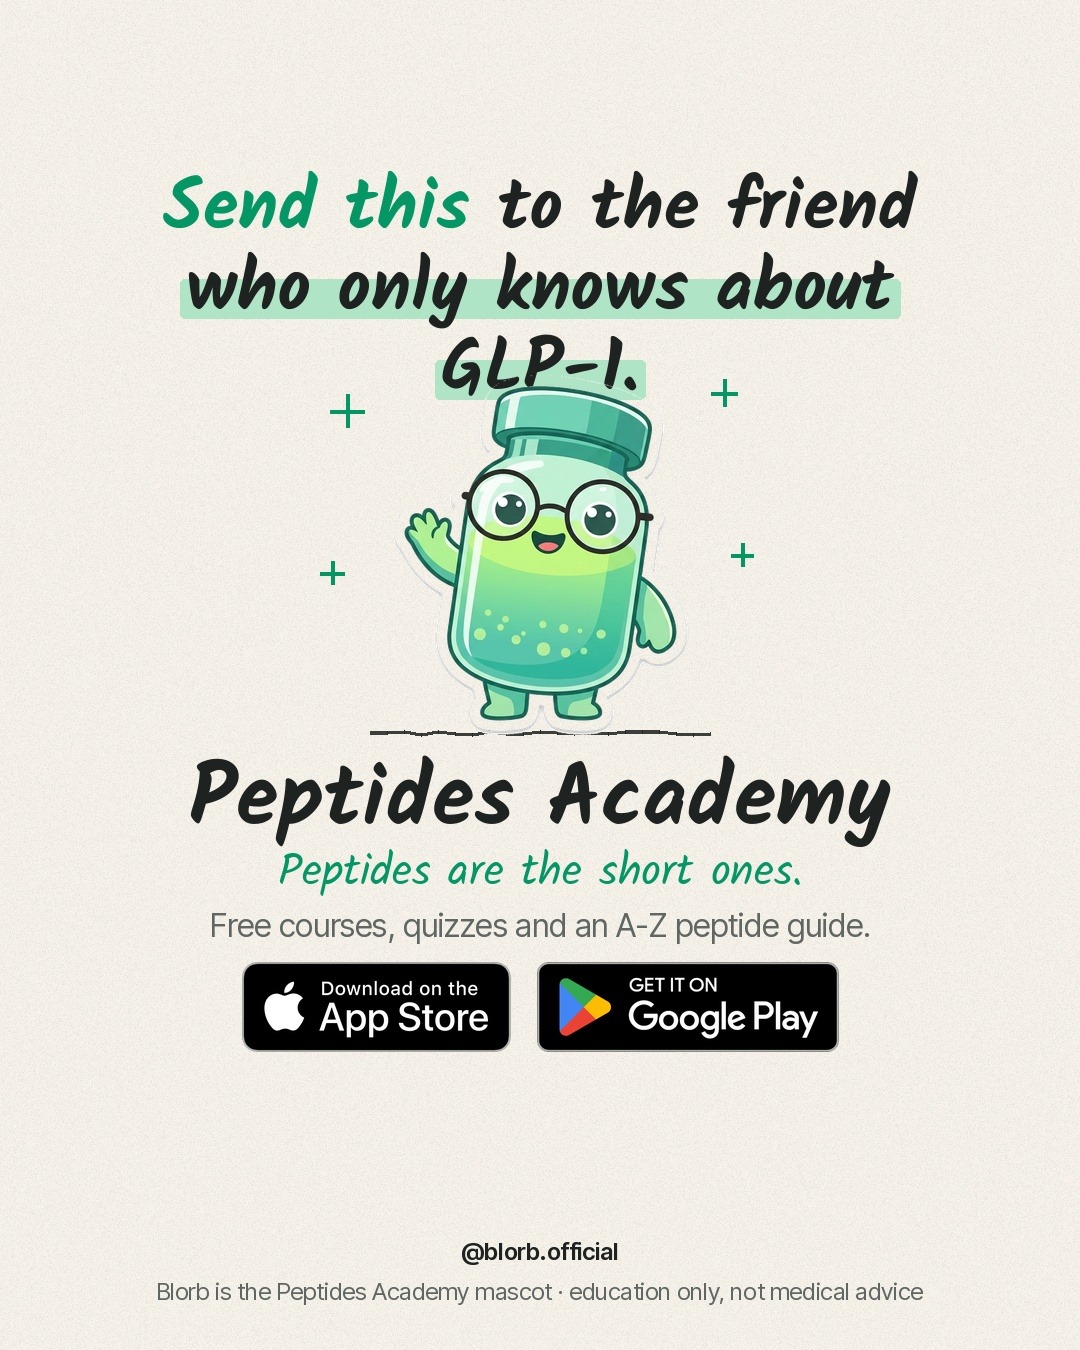 Send this to the friend
who only knows about
GLP-1.
Peptides Academy
Peptides are the short ones.
Free courses, quizzes and an A-Z peptide guide.
Download on the
App Store
GET IT ON
Google Play
@blorb.official
Blorb is the Peptides Academy mascot · education only, not medical advice